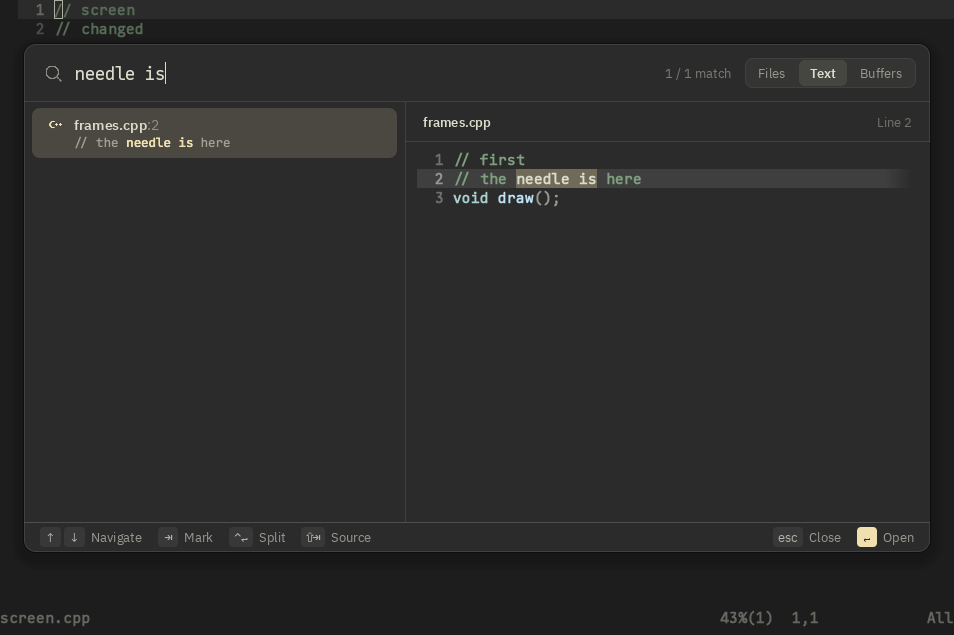 1 // screen
2 // changed
needle is
1 / 1 match
Files Text Buffers
frames.cpp:2
// the needle is here
frames.cpp
Line 2
1 // first
2 // the needle is here
3 void draw();
↑ ↓ Navigate ⇥ Mark ^↵ Split ⇧⇥ Source
esc Close ↵ Open
screen.cpp
43%(1) 1,1 All